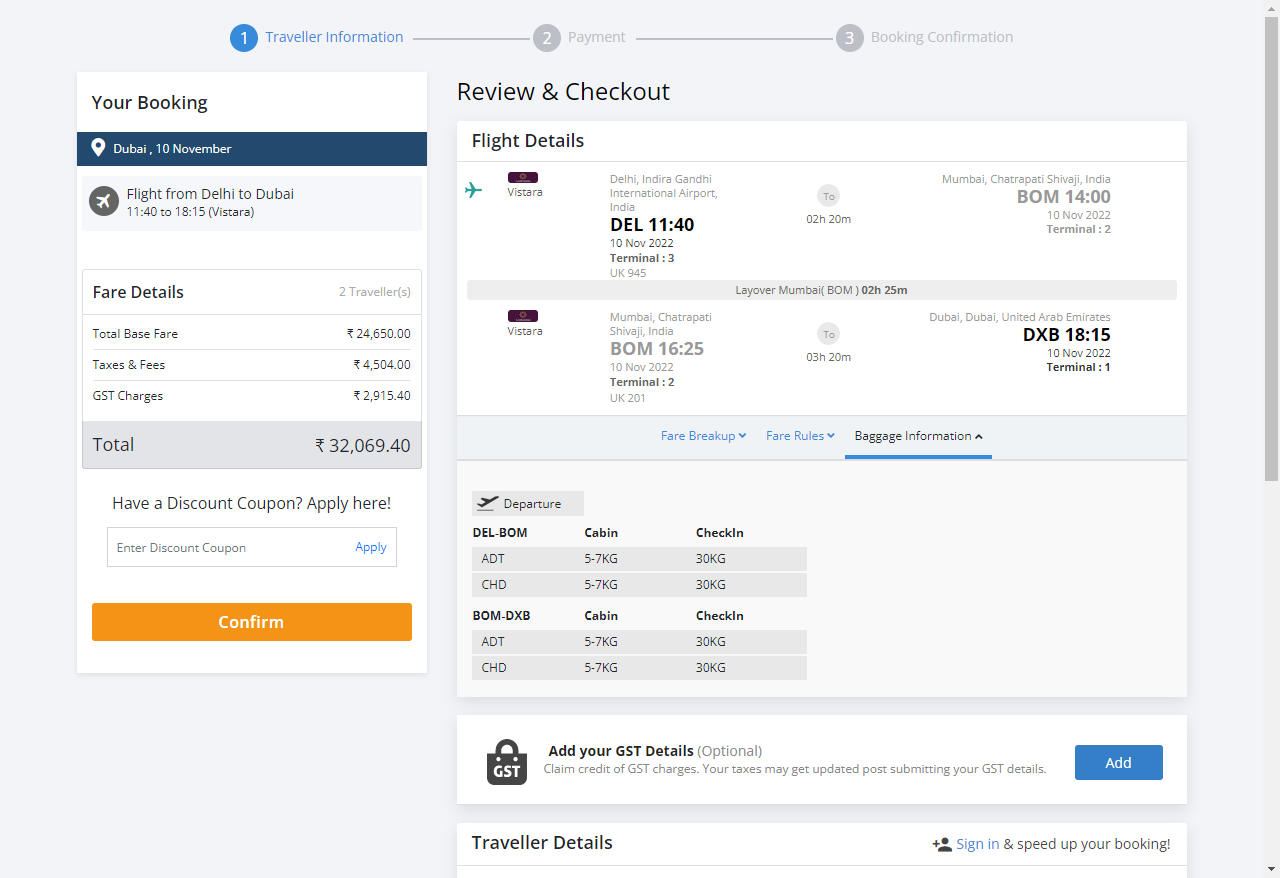 1 Traveller Information
2 Payment
3 Booking Confirmation
Your Booking
Dubai , 10 November
Flight from Delhi to Dubai
11:40 to 18:15 (Vistara)
Fare Details 2 Traveller(s)
Total Base Fare ₹ 24,650.00
Taxes & Fees ₹ 4,504.00
GST Charges ₹ 2,915.40
Total ₹ 32,069.40
Have a Discount Coupon? Apply here!
Enter Discount Coupon Apply
Confirm
Review & Checkout
Flight Details
Vistara
Delhi, Indira Gandhi
International Airport,
India
DEL 11:40
10 Nov 2022
Terminal : 3
UK 945
To
02h 20m
Mumbai, Chatrapati Shivaji, India
BOM 14:00
10 Nov 2022
Terminal : 2
Layover Mumbai( BOM ) 02h 25m
Vistara
Mumbai, Chatrapati
Shivaji, India
BOM 16:25
10 Nov 2022
Terminal : 2
UK 201
To
03h 20m
Dubai, Dubai, United Arab Emirates
DXB 18:15
10 Nov 2022
Terminal : 1
Fare Breakup Fare Rules Baggage Information
Departure
DEL-BOM Cabin CheckIn
ADT 5-7KG 30KG
CHD 5-7KG 30KG
BOM-DXB Cabin CheckIn
ADT 5-7KG 30KG
CHD 5-7KG 30KG
GST
Add your GST Details (Optional)
Claim credit of GST charges. Your taxes may get updated post submitting your GST details.
Add
Traveller Details
Sign in & speed up your booking!